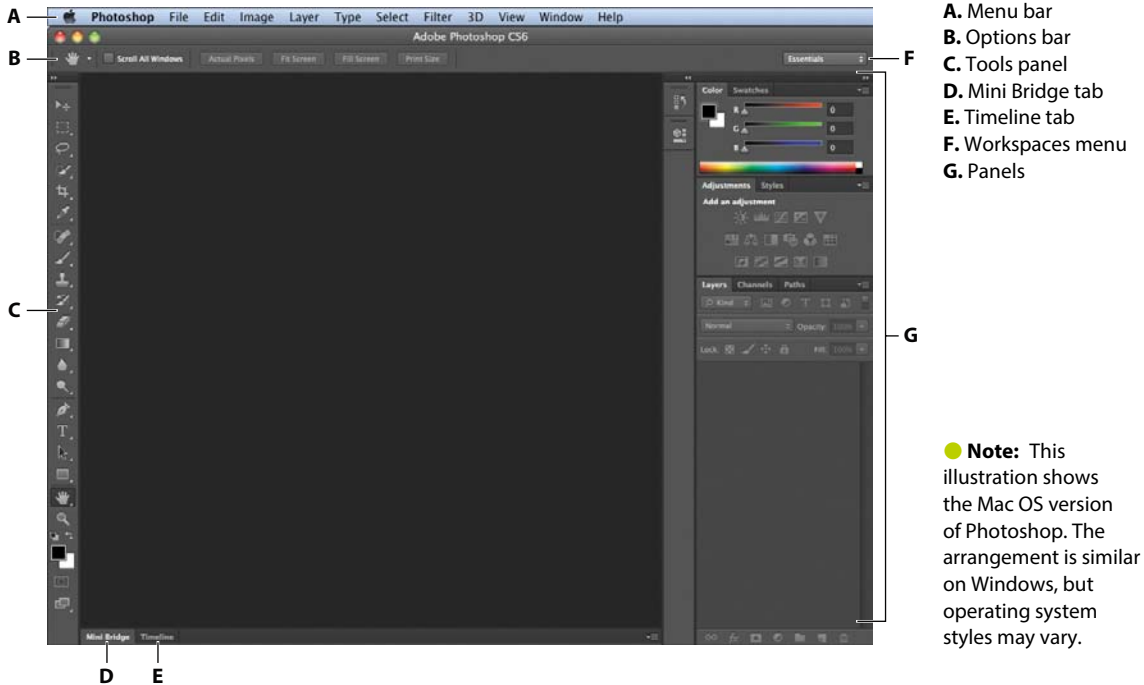 A
Photoshop File Edit Image Layer Type Select Filter 3D View Window Help
Adobe Photoshop CS6
B
Scroll All Windows Actual Pixels Fit Screen Fill Screen Print Size
Essentials
F
Color Swatches
R 0
G 0
B 0
Adjustments Styles
Add an adjustment
Layers Channels Paths
Kind
Normal Opacity: 100%
Lock: Fill: 100%
C
G
Mini Bridge Timeline
D E
A. Menu bar
B. Options bar
C. Tools panel
D. Mini Bridge tab
E. Timeline tab
F. Workspaces menu
G. Panels
Note: This
illustration shows
the Mac OS version
of Photoshop. The
arrangement is similar
on Windows, but
operating system
styles may vary.